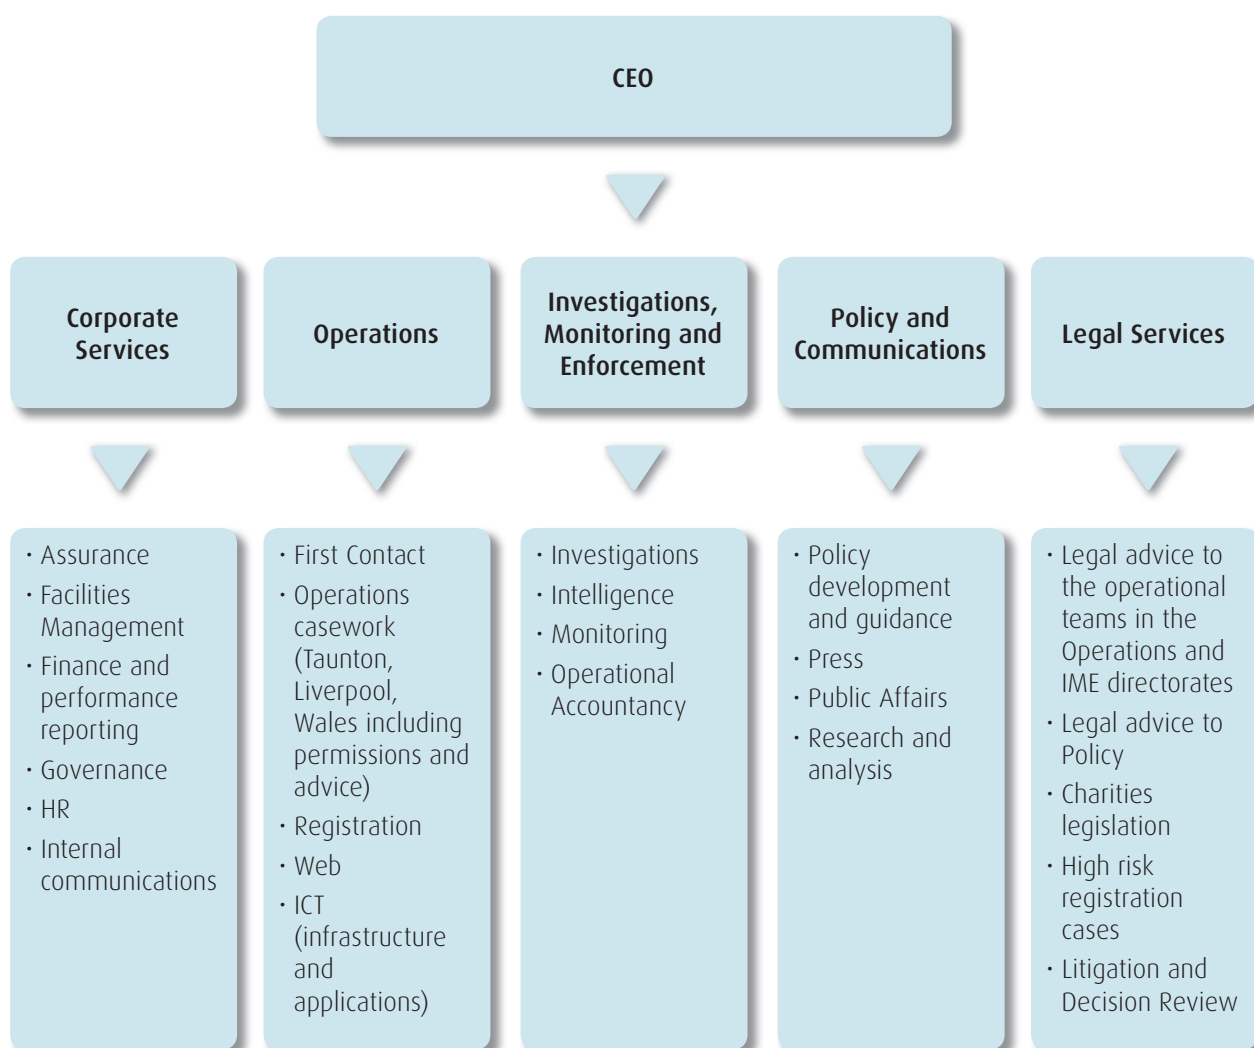 CEO
Corporate
Services
Operations
Investigations,
Monitoring and
Enforcement
Policy and
Communications
Legal Services
· Assurance
· Facilities
Management
· Finance and
performance
reporting
· Governance
· HR
· Internal
communications
· First Contact
· Operations
casework
(Taunton,
Liverpool,
Wales including
permissions and
advice)
· Registration
· Web
· ICT
(infrastructure
and
applications)
· Investigations
· Intelligence
· Monitoring
· Operational
Accountancy
· Policy
development
and guidance
· Press
· Public Affairs
· Research and
analysis
· Legal advice to
the operational
teams in the
Operations and
IME directorates
· Legal advice to
Policy
· Charities
legislation
· High risk
registration
cases
· Litigation and
Decision Review